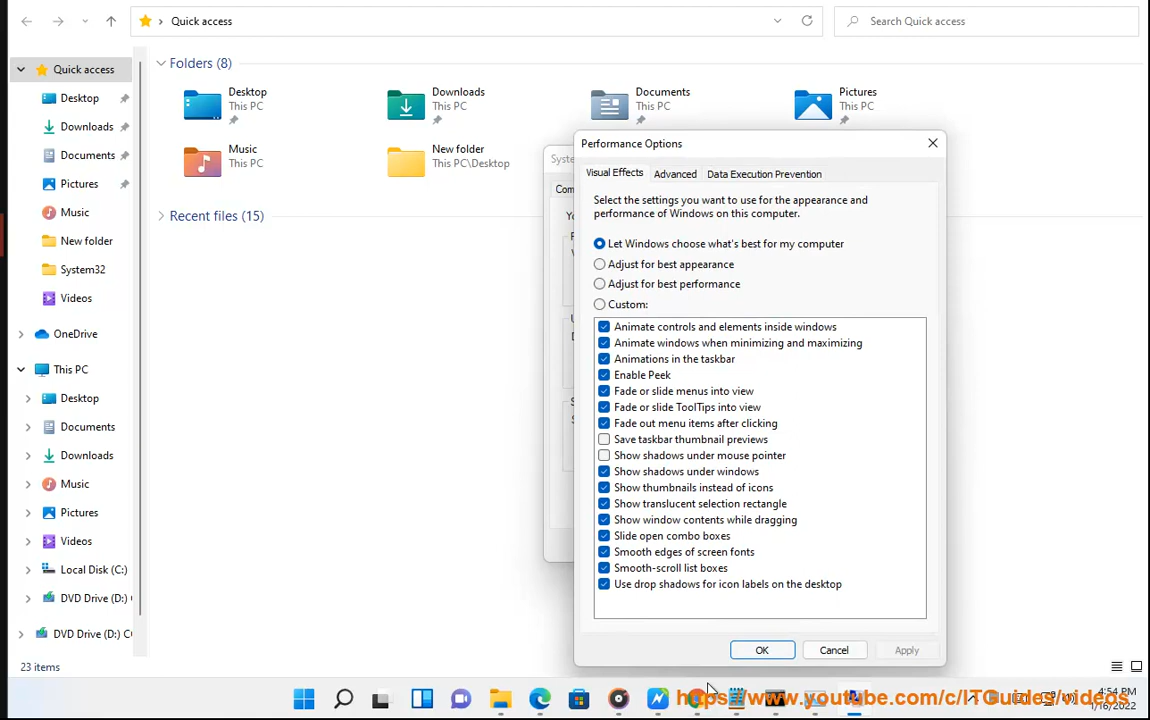 Quick access
Search Quick access
Quick access
Desktop
Downloads
Documents
Pictures
Music
New folder
System32
Videos
OneDrive
This PC
Desktop
Documents
Downloads
Music
Pictures
Videos
Local Disk (C:)
DVD Drive (D:)
DVD Drive (D:) C
23 items
Folders (8)
Desktop
This PC
Downloads
This PC
Documents
This PC
Pictures
This PC
Music
This PC
New folder
This PC\Desktop
Recent files (15)
Syste
Com
Performance Options
Visual Effects
Advanced
Data Execution Prevention
Select the settings you want to use for the appearance and
performance of Windows on this computer.
Let Windows choose what's best for my computer
Adjust for best appearance
Adjust for best performance
Custom:
Animate controls and elements inside windows
Animate windows when minimizing and maximizing
Animations in the taskbar
Enable Peek
Fade or slide menus into view
Fade or slide ToolTips into view
Fade out menu items after clicking
Save taskbar thumbnail previews
Show shadows under mouse pointer
Show shadows under windows
Show thumbnails instead of icons
Show translucent selection rectangle
Show window contents while dragging
Slide open combo boxes
Smooth edges of screen fonts
Smooth-scroll list boxes
Use drop shadows for icon labels on the desktop
OK
Cancel
Apply
https://www.youtube.com/c/ITGuides/videos
4:54 PM
1/16/2022